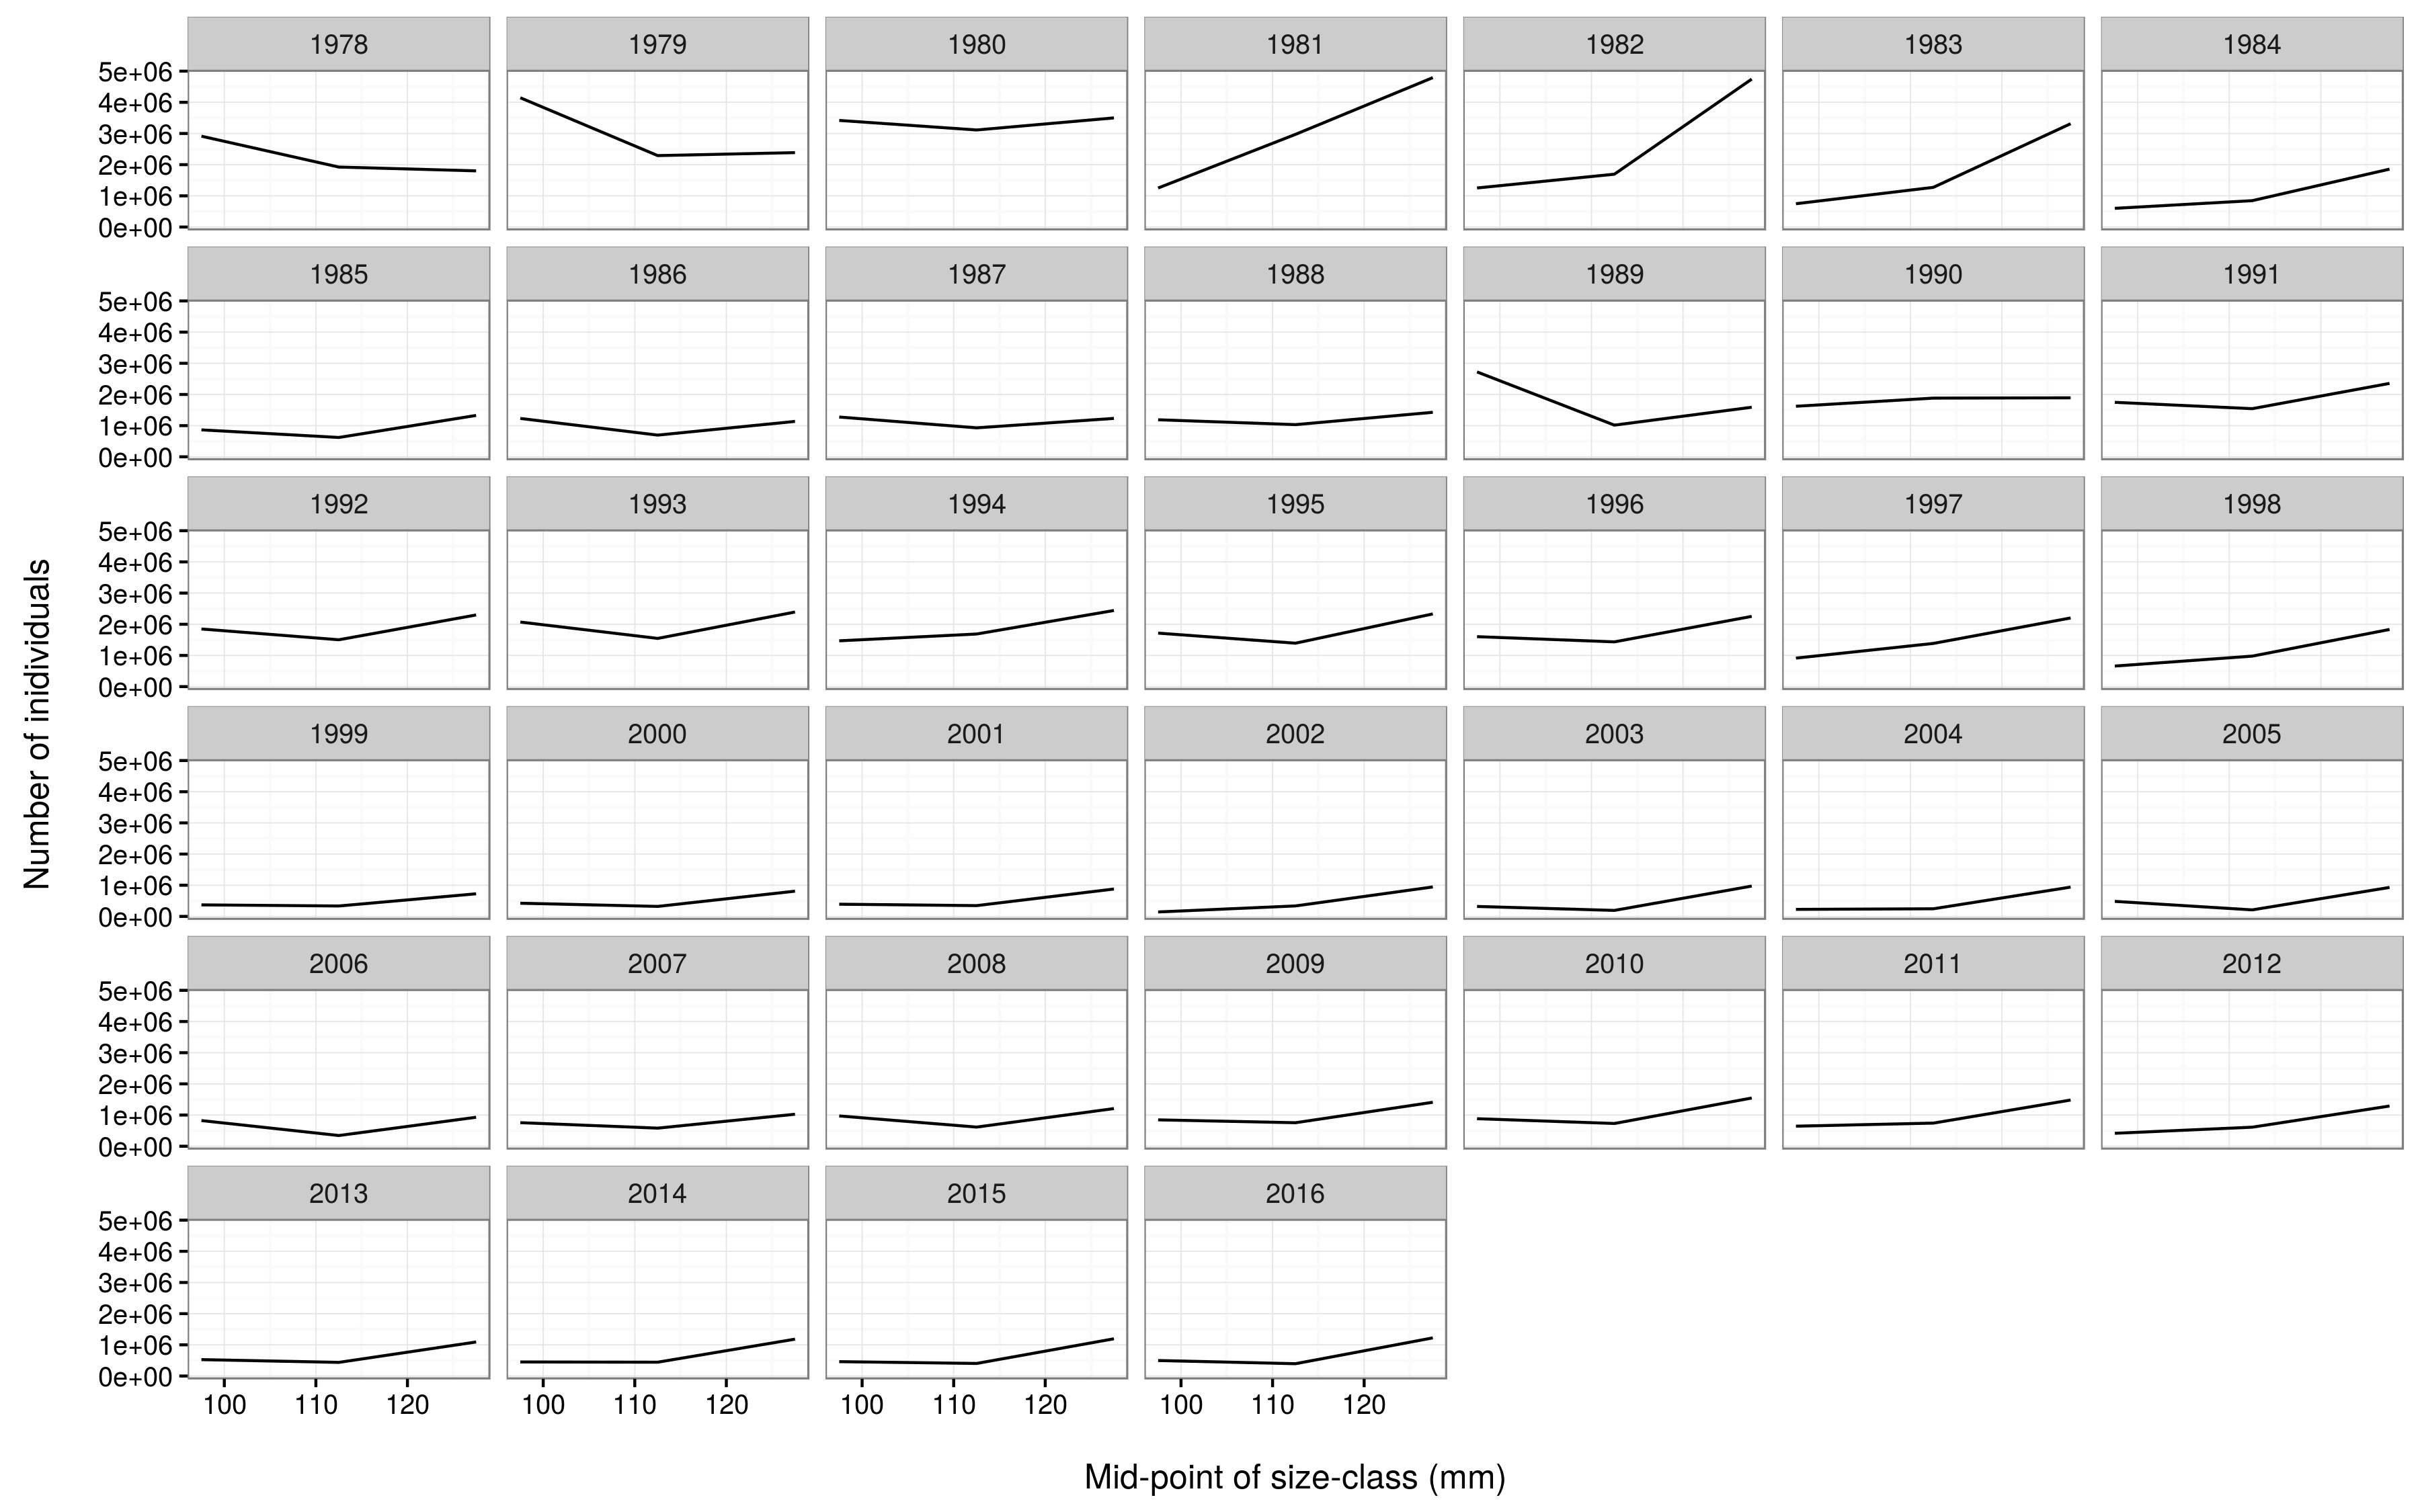 1978 1979 1980 1981 1982 1983 1984
5e+06
4e+06
3e+06
2e+06
1e+06
0e+00
1985 1986 1987 1988 1989 1990 1991
5e+06
4e+06
3e+06
2e+06
1e+06
0e+00
1992 1993 1994 1995 1996 1997 1998
5e+06
4e+06
3e+06
2e+06
1e+06
0e+00
1999 2000 2001 2002 2003 2004 2005
5e+06
4e+06
3e+06
2e+06
1e+06
0e+00
2006 2007 2008 2009 2010 2011 2012
5e+06
4e+06
3e+06
2e+06
1e+06
0e+00
2013 2014 2015 2016
5e+06
4e+06
3e+06
2e+06
1e+06
0e+00
100 110 120 100 110 120 100 110 120 100 110 120
Mid-point of size-class (mm)
Number of inidividuals